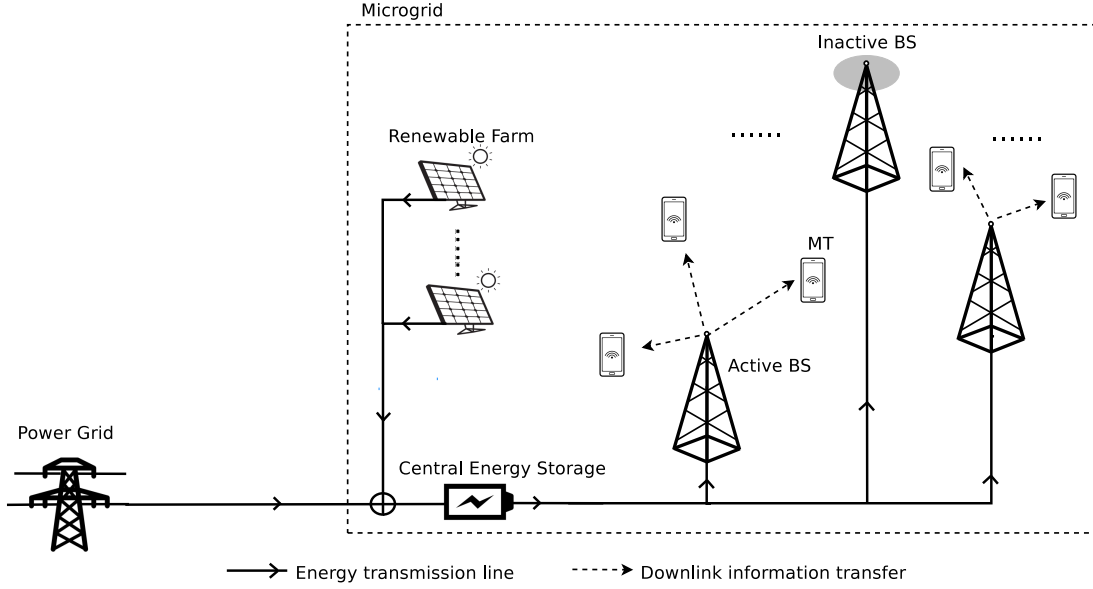 Microgrid
Inactive BS
Renewable Farm
MT
Active BS
Power Grid
Central Energy Storage
Energy transmission line
Downlink information transfer